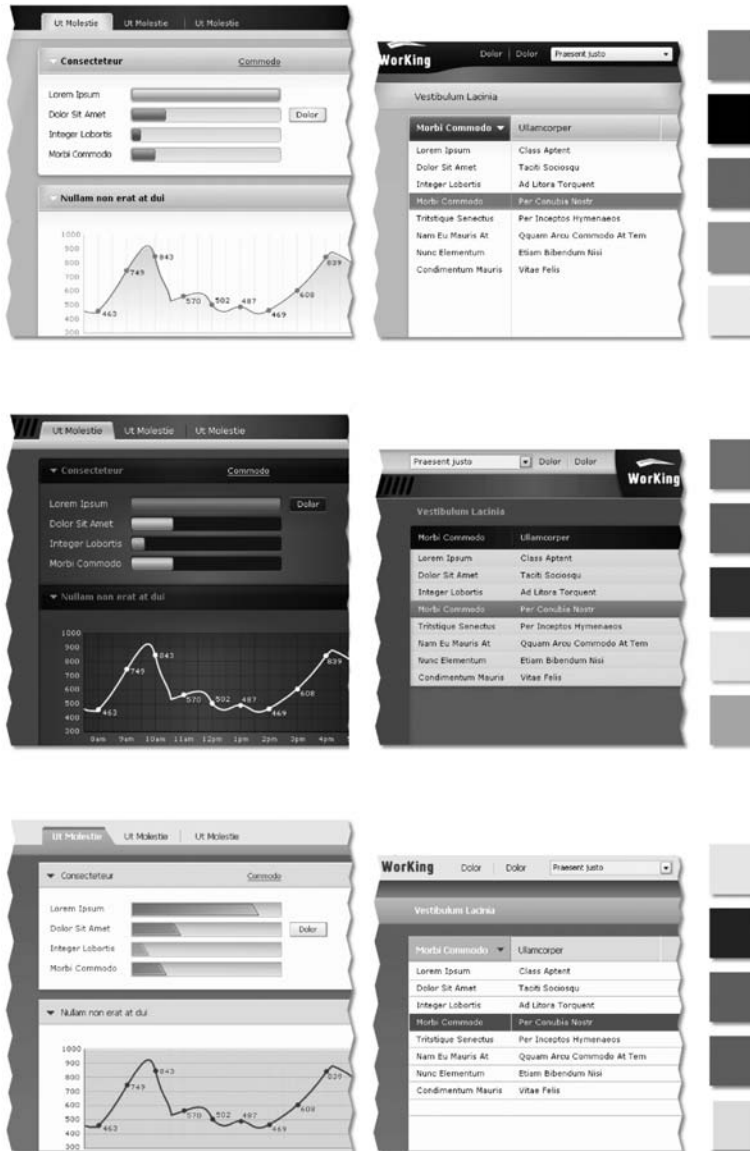 Ut Molestie Ut Molestie Ut Molestie
Consecteteur Commodo
Lorem Ipsum
Dolor Sit Amet Dolor
Integer Lobortis
Morbi Commodo
Nullam non erat at dui
1000
900
800
700
600
500
400
300
463 749 843 570 502 487 469 608 839
WorKing Dolor Dolor Praesent justo
Vestibulum Lacinia
Morbi Commodo Ullamcorper
Lorem Ipsum Class Aptent
Dolor Sit Amet Taciti Sociosqu
Integer Lobortis Ad Litora Torquent
Morbi Commodo Per Conubia Nostr
Tritstique Senectus Per Inceptos Hymenaeos
Nam Eu Mauris At Qquam Arcu Commodo At Tem
Nunc Elementum Etiam Bibendum Nisi
Condimentum Mauris Vitae Felis
Ut Molestie Ut Molestie Ut Molestie
Consecteteur Commodo
Lorem Ipsum Dolor
Dolor Sit Amet
Integer Lobortis
Morbi Commodo
Nullam non erat at dui
1000
900
800
700
600
500
400
300
463 749 843 570 502 487 469 608 839
8am 9am 10am 11am 12pm 1pm 2pm 3pm 4pm
Praesent justo Dolor Dolor WorKing
Vestibulum Lacinia
Morbi Commodo Ullamcorper
Lorem Ipsum Class Aptent
Dolor Sit Amet Taciti Sociosqu
Integer Lobortis Ad Litora Torquent
Morbi Commodo Per Conubia Nostr
Tritstique Senectus Per Inceptos Hymenaeos
Nam Eu Mauris At Qquam Arcu Commodo At Tem
Nunc Elementum Etiam Bibendum Nisi
Condimentum Mauris Vitae Felis
Ut Molestie Ut Molestie Ut Molestie
Consecteteur Commodo
Lorem Ipsum
Dolor Sit Amet Dolor
Integer Lobortis
Morbi Commodo
Nullam non erat at dui
1000
900
800
700
600
500
400
300
463 749 843 570 502 487 469 608 839
WorKing Dolor Dolor Praesent justo
Vestibulum Lacinia
Morbi Commodo Ullamcorper
Lorem Ipsum Class Aptent
Dolor Sit Amet Taciti Sociosqu
Integer Lobortis Ad Litora Torquent
Morbi Commodo Per Conubia Nostr
Tritstique Senectus Per Inceptos Hymenaeos
Nam Eu Mauris At Qquam Arcu Commodo At Tem
Nunc Elementum Etiam Bibendum Nisi
Condimentum Mauris Vitae Felis